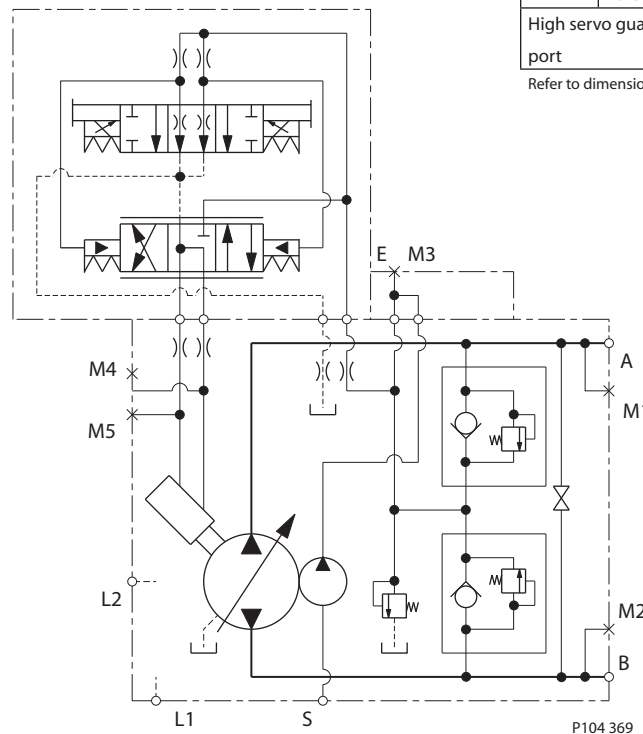 High servo gua
port
Refer to dimensio
E M3
M4
A
M1
M5
L2
M2
B
L1
S
P104 369